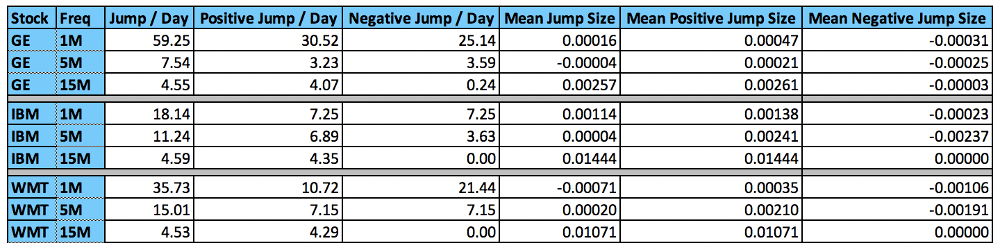 Stock Freq Jump / Day Positive Jump / Day Negative Jump / Day Mean Jump Size Mean Positive Jump Size Mean Negative Jump Size
GE 1M 59.25 30.52 25.14 0.00016 0.00047 -0.00031
GE 5M 7.54 3.23 3.59 -0.00004 0.00021 -0.00025
GE 15M 4.55 4.07 0.24 0.00257 0.00261 -0.00003
IBM 1M 18.14 7.25 7.25 0.00114 0.00138 -0.00023
IBM 5M 11.24 6.89 3.63 0.00004 0.00241 -0.00237
IBM 15M 4.59 4.35 0.00 0.01444 0.01444 0.00000
WMT 1M 35.73 10.72 21.44 -0.00071 0.00035 -0.00106
WMT 5M 15.01 7.15 7.15 0.00020 0.00210 -0.00191
WMT 15M 4.53 4.29 0.00 0.01071 0.01071 0.00000